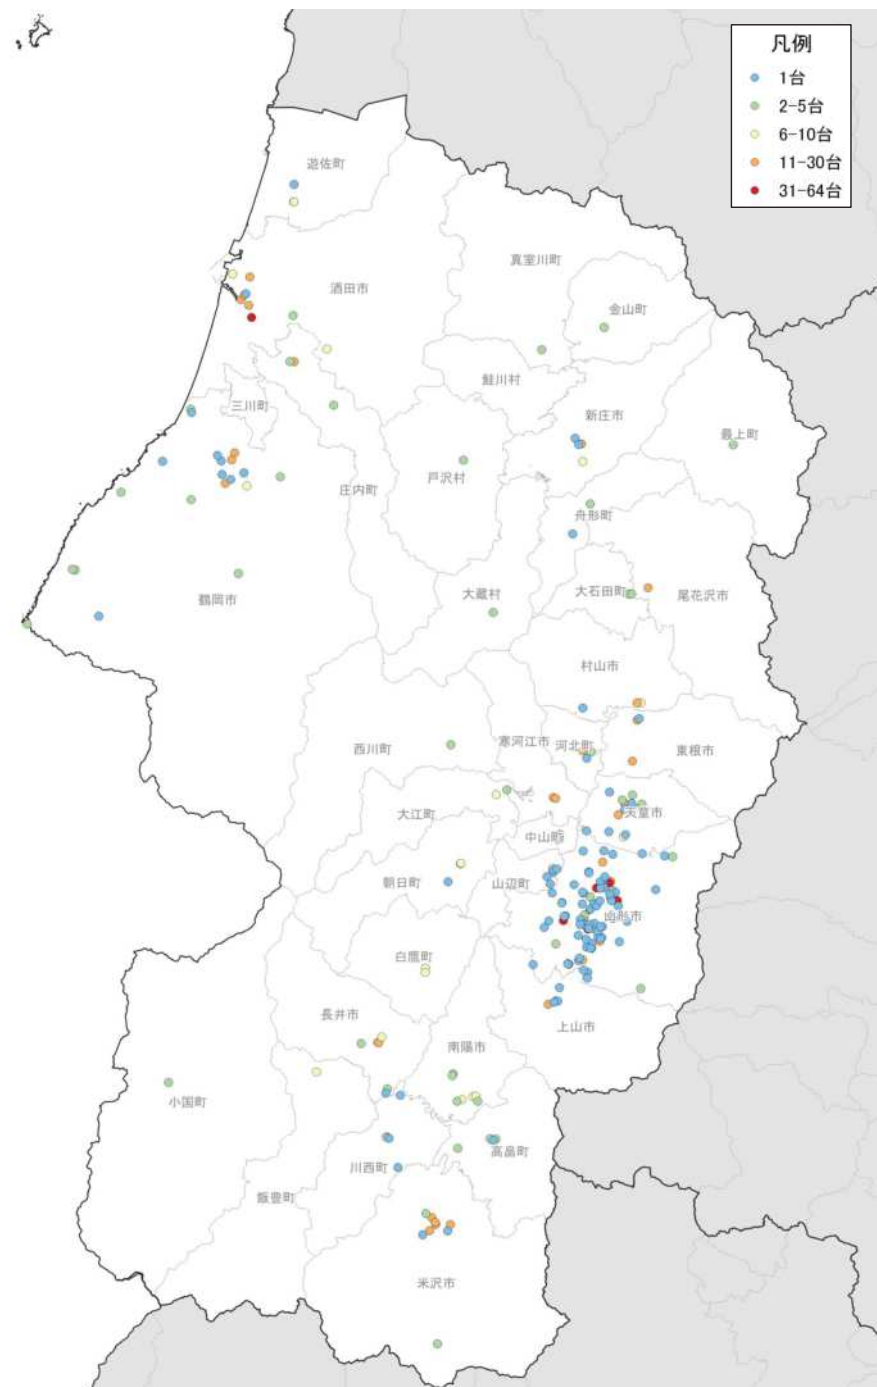 凡例
1台
2-5台
6-10台
11-30台
31-64台
遊佐町
酒田市
真室川町
金山町
鮭川村
三川町
新庄市
最上町
戸沢村
庄内町
舟形町
大石田町
尾花沢市
大蔵村
鶴岡市
村山市
西川町
寒河江市
河北町
東根市
大江町
天童市
中山町
朝日町
山辺町
山形市
白鷹町
長井市
上山市
南陽市
小国町
高畠町
川西町
飯豊町
米沢市